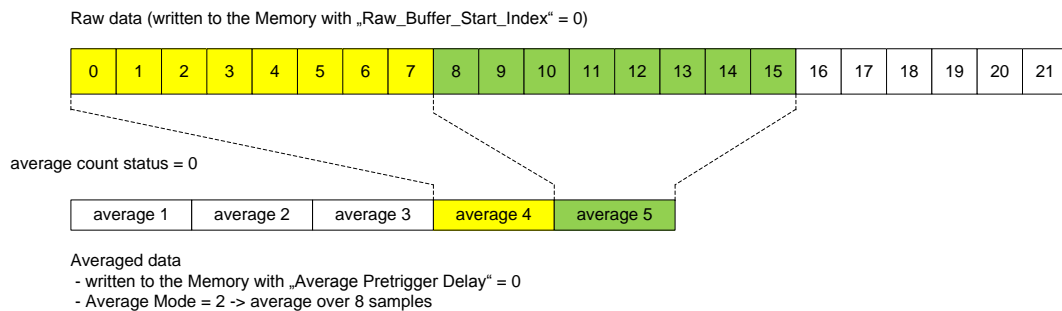 Raw data (written to the Memory with „Raw_Buffer_Start_Index“ = 0)
0 1 2 3 4 5 6 7 8 9 10 11 12 13 14 15 16 17 18 19 20 21
average count status = 0
average 1 average 2 average 3 average 4 average 5
Averaged data
- written to the Memory with „Average Pretrigger Delay“ = 0
- Average Mode = 2 -> average over 8 samples